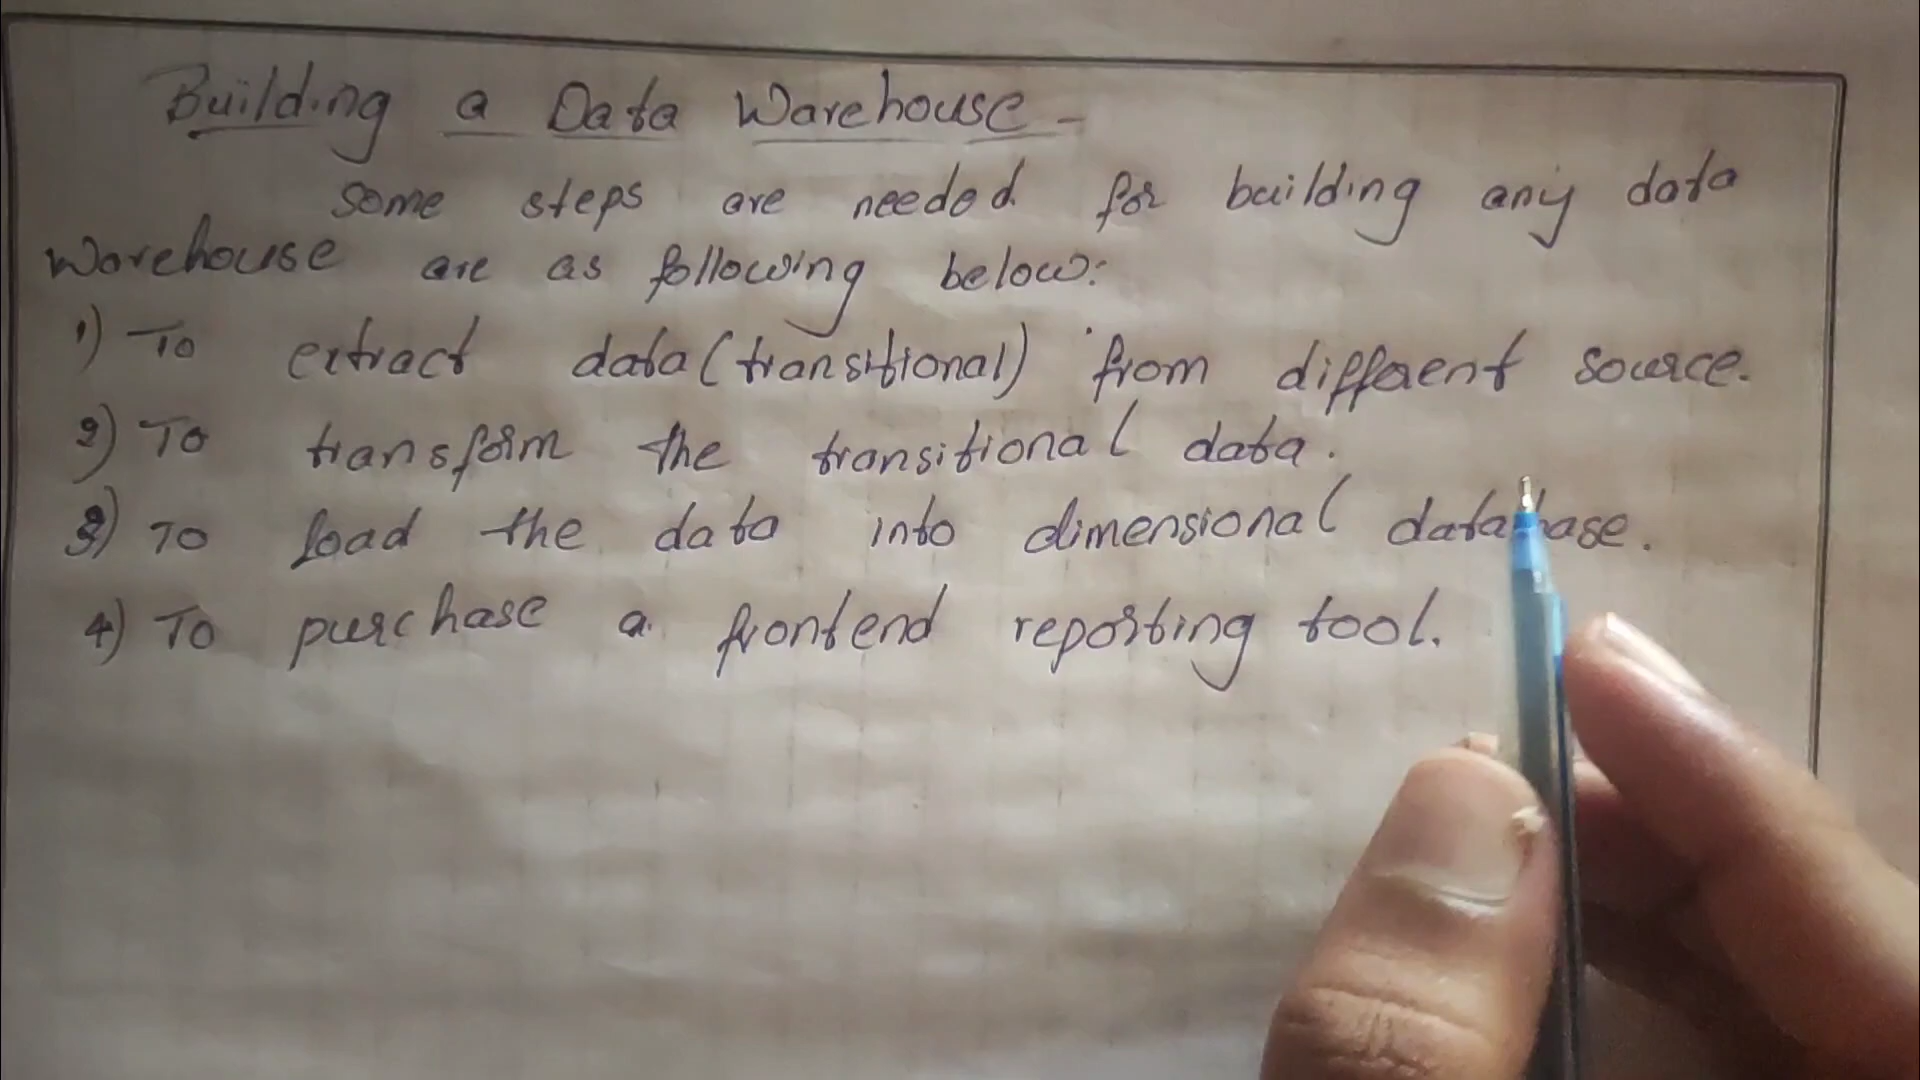 Building a Data Warehouse -
Some steps are needed for building any data
Warehouse are as following below:
1) To extract data (transitional) from different source.
2) To transform the transitional data.
3) To load the data into dimensional database.
4) To purchase a frontend reporting tool.